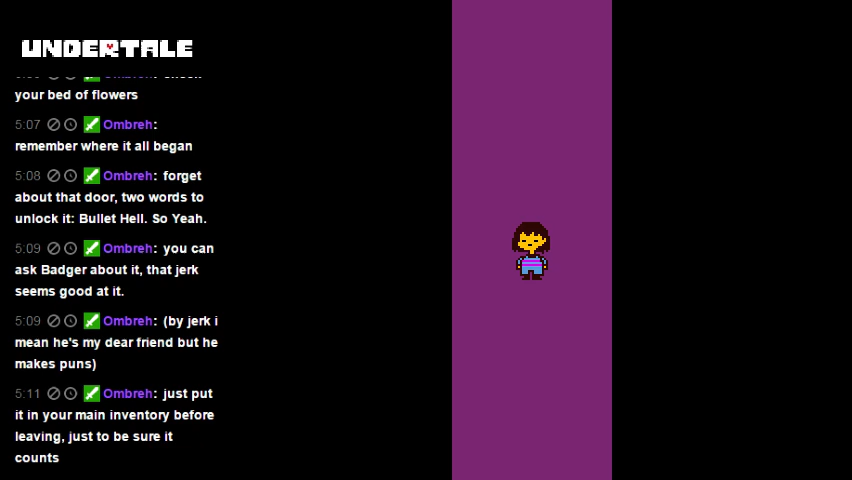 UNDERTALE
your bed of flowers
5:07 Ombreh:
remember where it all began
5:08 Ombreh: forget
about that door, two words to
unlock it: Bullet Hell. So Yeah.
5:09 Ombreh: you can
ask Badger about it, that jerk
seems good at it.
5:09 Ombreh: (by jerk i
mean he's my dear friend but he
makes puns)
5:11 Ombreh: just put
it in your main inventory before
leaving, just to be sure it
counts